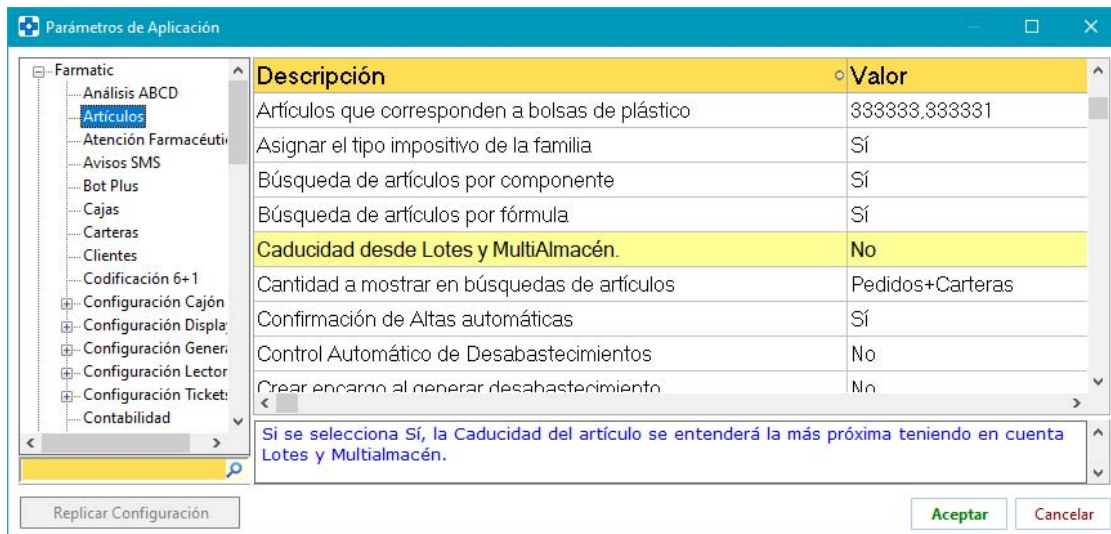 Parámetros de Aplicación
Farmatic
Análisis ABCD
Artículos
Atención Farmacéuti
Avisos SMS
Bot Plus
Cajas
Carteras
Clientes
Codificación 6+1
Configuración Cajón
Configuración Display
Configuración Genera
Configuración Lector
Configuración Tickets
Contabilidad
Descripción Valor
Artículos que corresponden a bolsas de plástico 333333,333331
Asignar el tipo impositivo de la familia Sí
Búsqueda de artículos por componente Sí
Búsqueda de artículos por fórmula Sí
Caducidad desde Lotes y MultiAlmacén. No
Cantidad a mostrar en búsquedas de artículos Pedidos+Carteras
Confirmación de Altas automáticas Sí
Control Automático de Desabastecimientos No
Crear encargo al generar desabastecimiento No
Si se selecciona Sí, la Caducidad del artículo se entenderá la más próxima teniendo en cuenta
Lotes y Multialmacén.
Replicar Configuración
Aceptar Cancelar